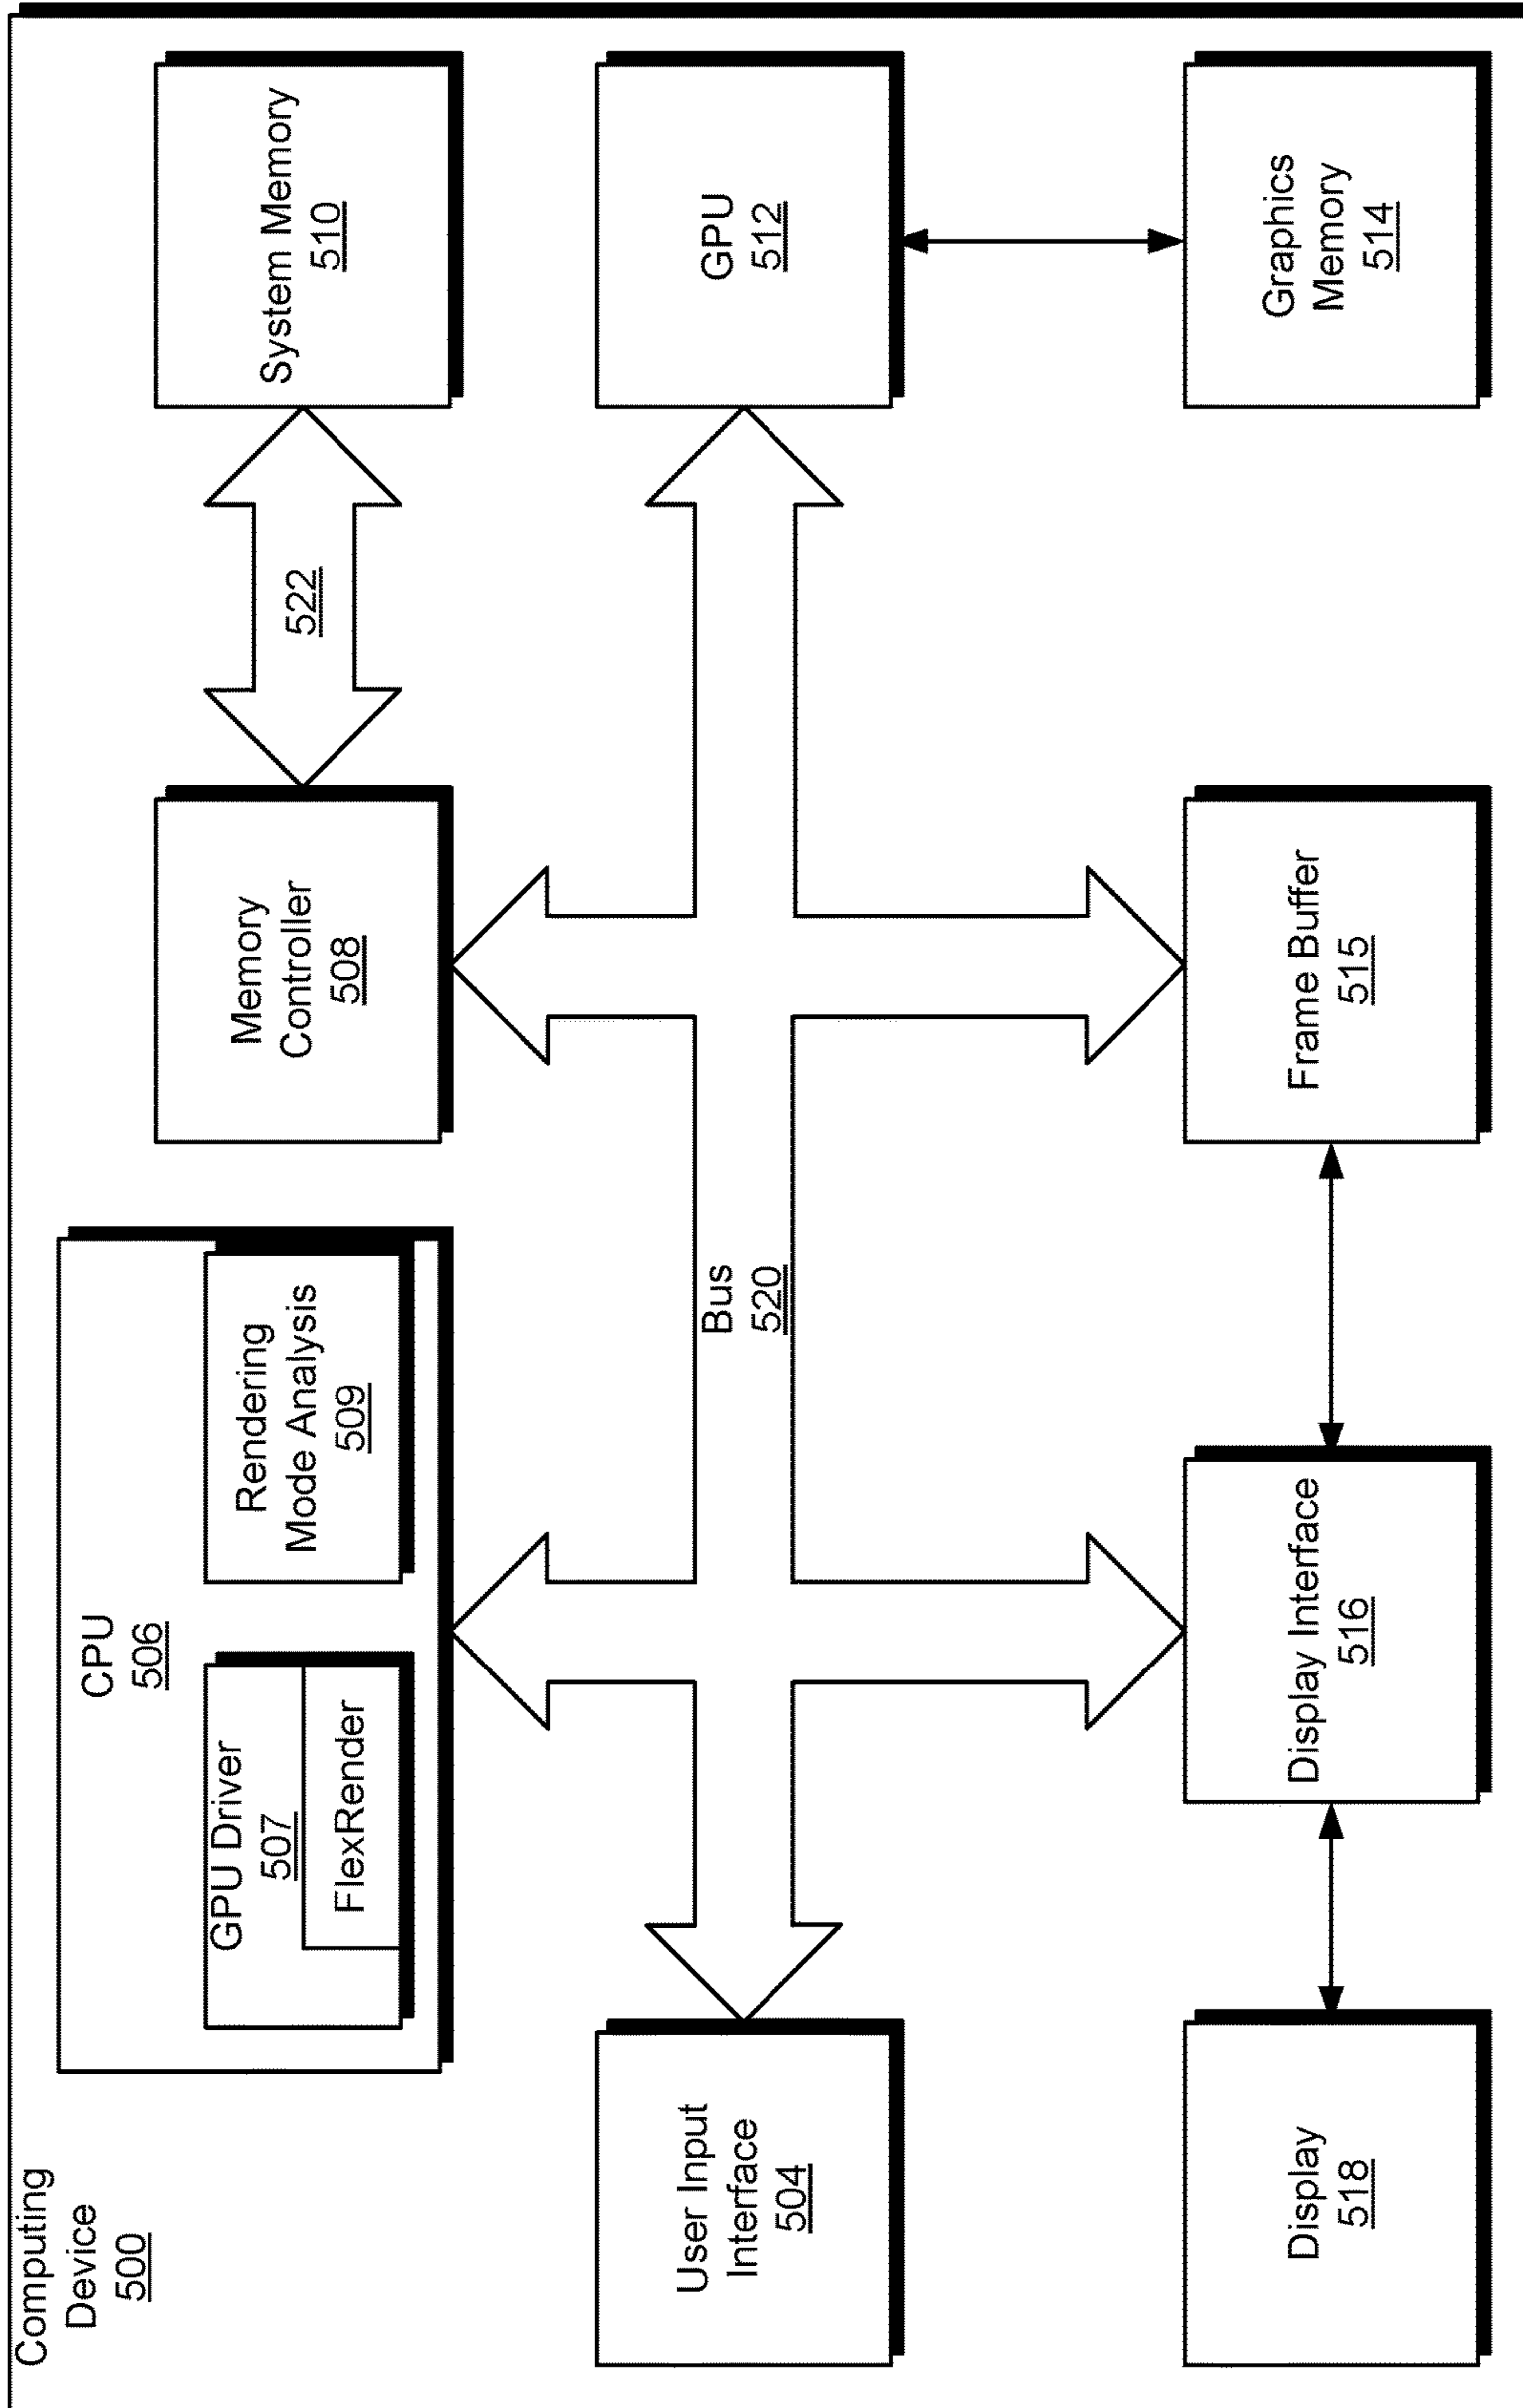 Computing
Device
500
CPU
506
GPU Driver
507
FlexRender
Rendering
Mode Analysis
509
Memory
Controller
508
522
System Memory
510
User Input
Interface
504
Bus
520
GPU
512
Display
518
Display Interface
516
Frame Buffer
515
Graphics
Memory
514